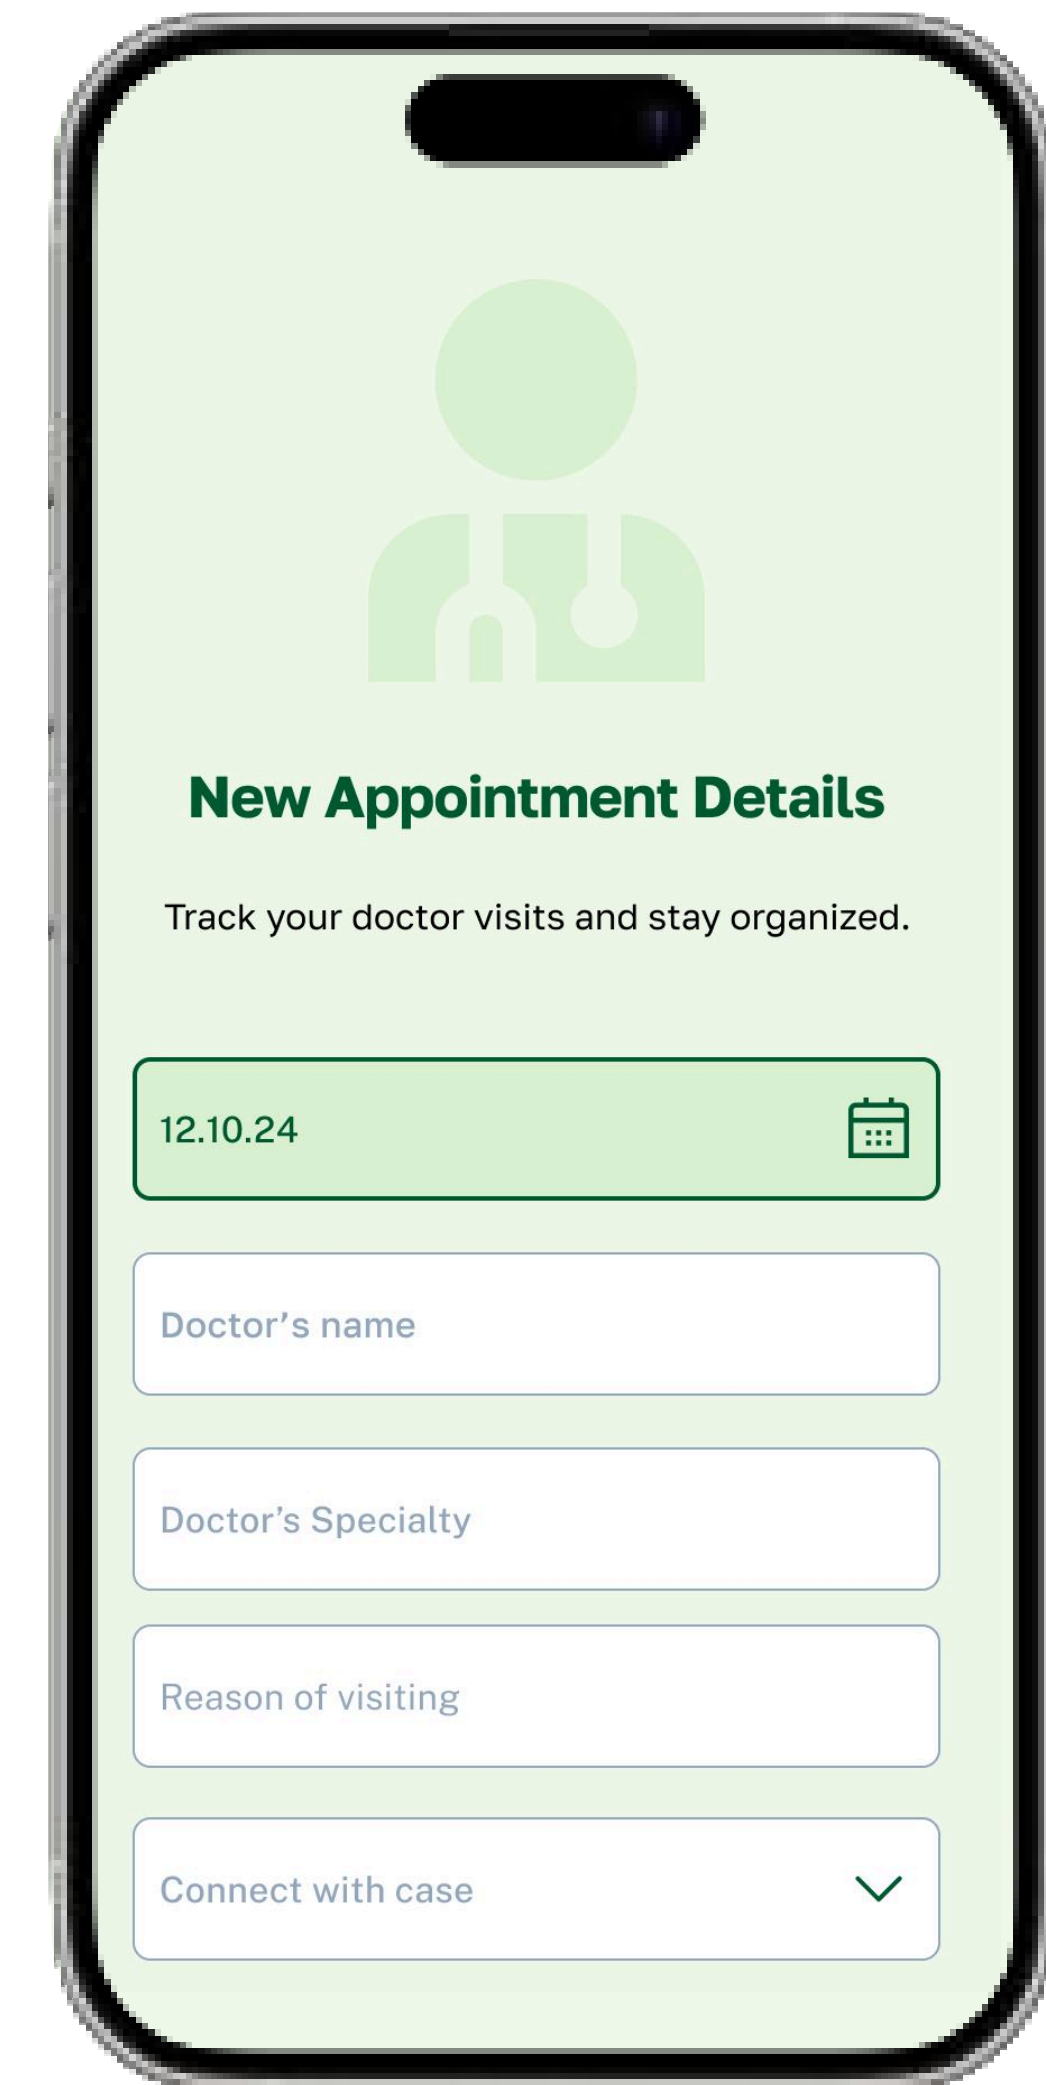 New Appointment Details
Track your doctor visits and stay organized.
12.10.24
Doctor’s name
Doctor’s Specialty
Reason of visiting
Connect with case